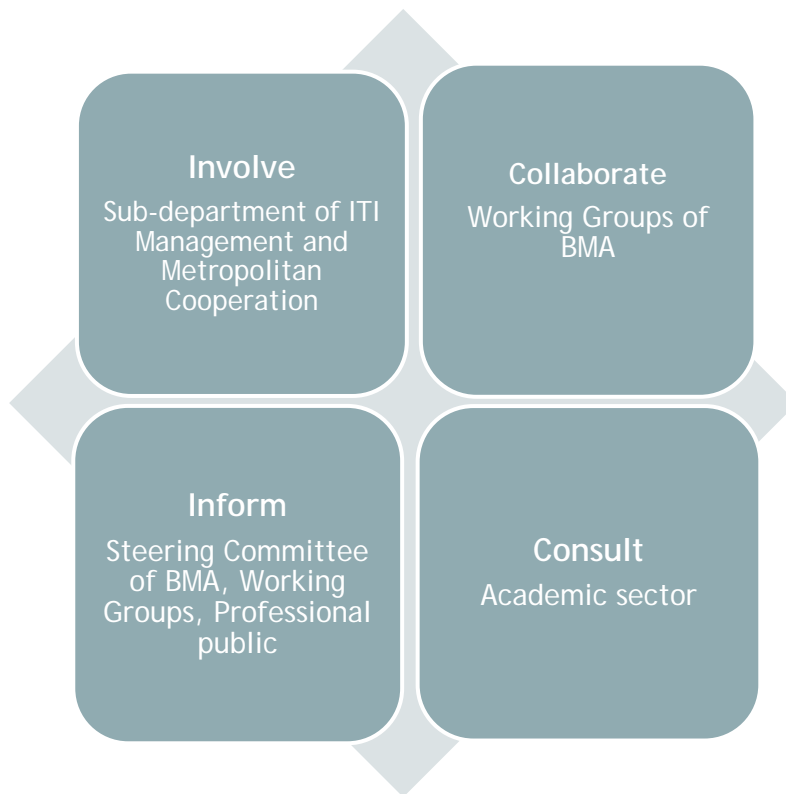 Involve
Sub-department of ITI
Management and
Metropolitan
Cooperation
Collaborate
Working Groups of
BMA
Inform
Steering Committee
of BMA, Working
Groups, Professional
public
Consult
Academic sector